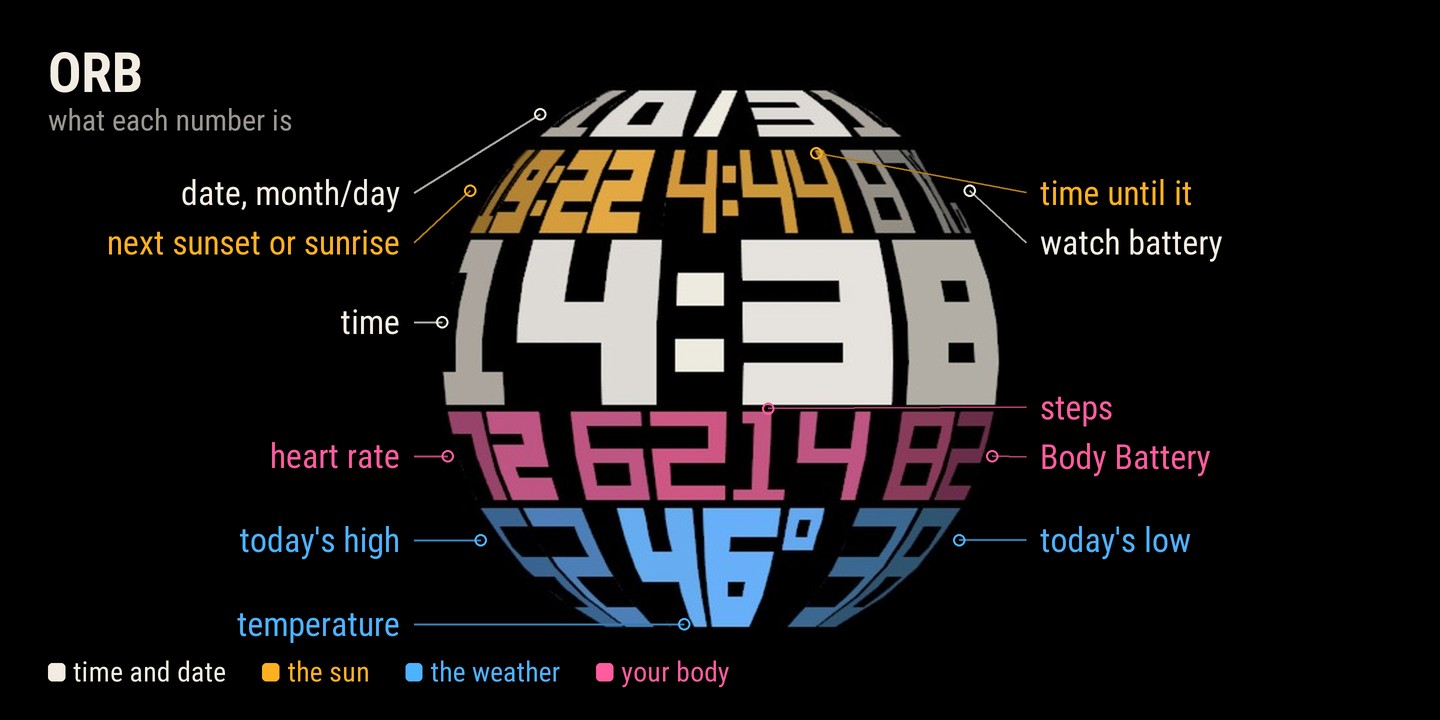 ORB
what each number is
10/31
date, month/day
19:22 4:44 87%
time until it
next sunset or sunrise
watch battery
14:38
time
steps
72 6214 82
heart rate
Body Battery
46° 38
today's high
today's low
temperature
time and date
the sun
the weather
your body